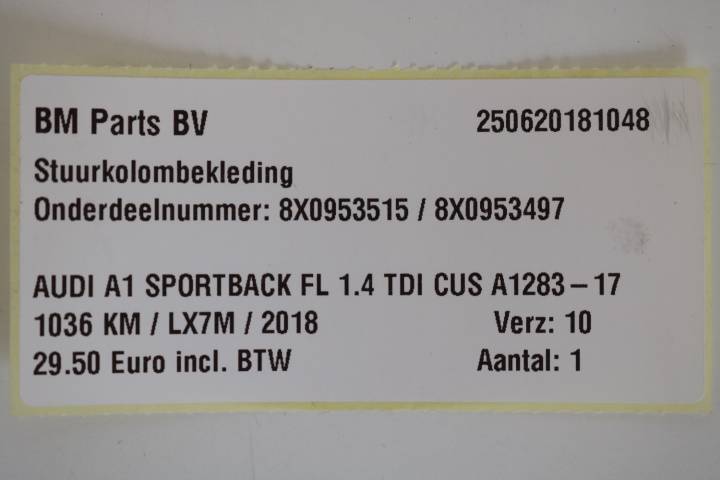 BM Parts BV 250620181048
Stuurkolombekleding
Onderdeelnummer: 8X0953515 / 8X0953497
AUDI A1 SPORTBACK FL 1.4 TDI CUS A1283-17
1036 KM / LX7M / 2018 Verz: 10
29.50 Euro incl. BTW Aantal: 1